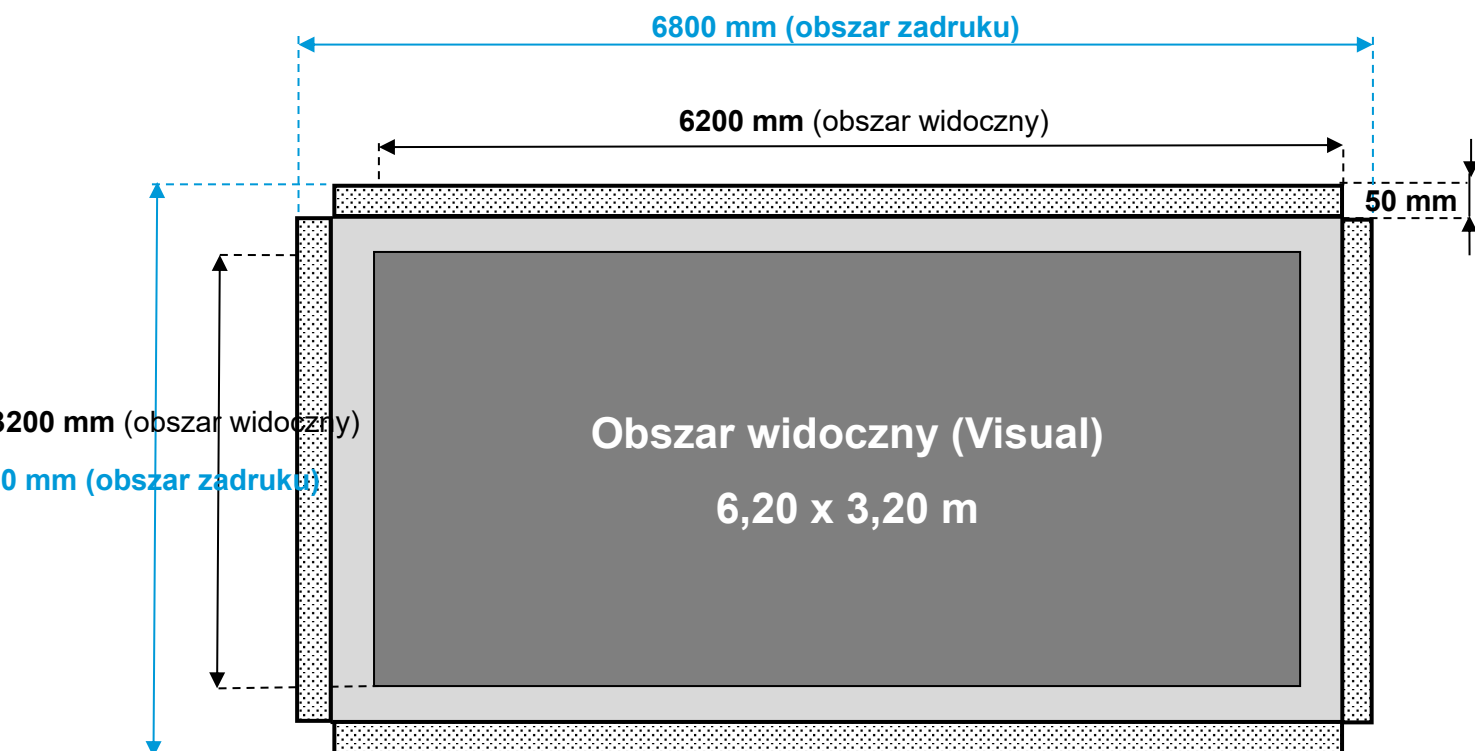 6800 mm (obszar zadruku)
6200 mm (obszar widoczny)
50 mm
200 mm (obszar widoczny)
0 mm (obszar zadruku)
Obszar widoczny (Visual)
6,20 x 3,20 m